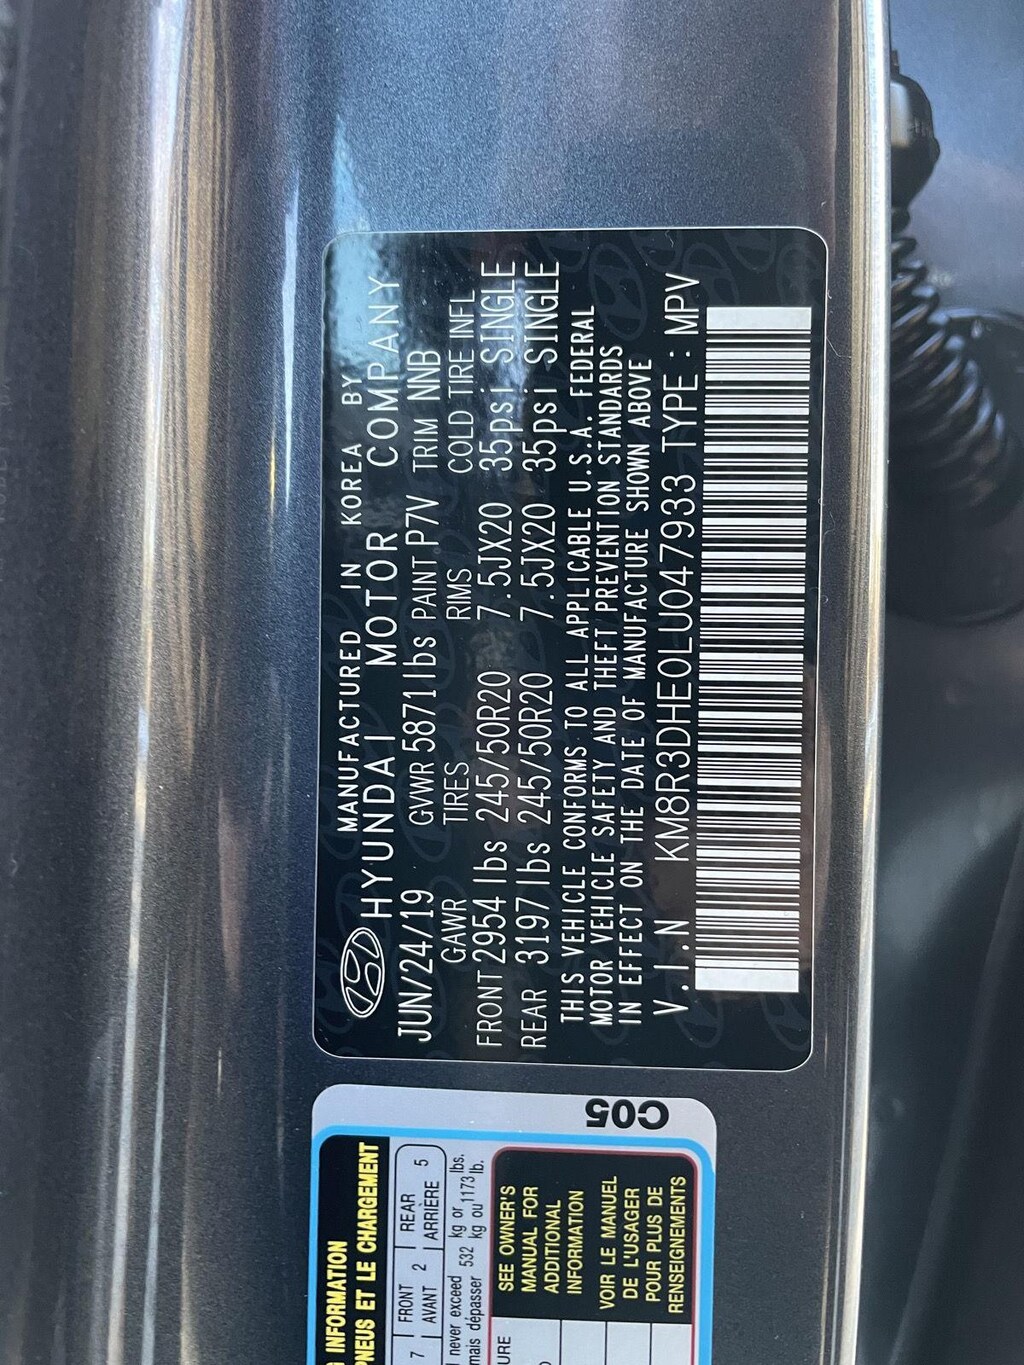 MANUFACTURED IN KOREA BY
HYUNDAI MOTOR COMPANY
JUN/24/19 GVWR 5871 lbs PAINT P7V TRIM NNB
GAWR TIRES RIMS COLD TIRE INFL
FRONT 2954 lbs 245/50R20 7.5JX20 35psi SINGLE
REAR 3197 lbs 245/50R20 7.5JX20 35psi SINGLE
THIS VEHICLE CONFORMS TO ALL APPLICABLE U.S.A. FEDERAL
MOTOR VEHICLE SAFETY AND THEFT PREVENTION STANDARDS
IN EFFECT ON THE DATE OF MANUFACTURE SHOWN ABOVE
V.I.N KM8R3DHE0LU047933 TYPE : MPV
C05
INFORMATION
PNEUS ET LE CHARGEMENT
7 FRONT 2 REAR 5
AVANT ARRIÈRE
never exceed 532 kg or 1173 lbs.
mais dépasser 532 kg ou 1173 lb.
SEE OWNER'S
MANUAL FOR
ADDITIONAL
INFORMATION
VOIR LE MANUEL
DE L'USAGER
POUR PLUS DE
RENSEIGNEMENTS